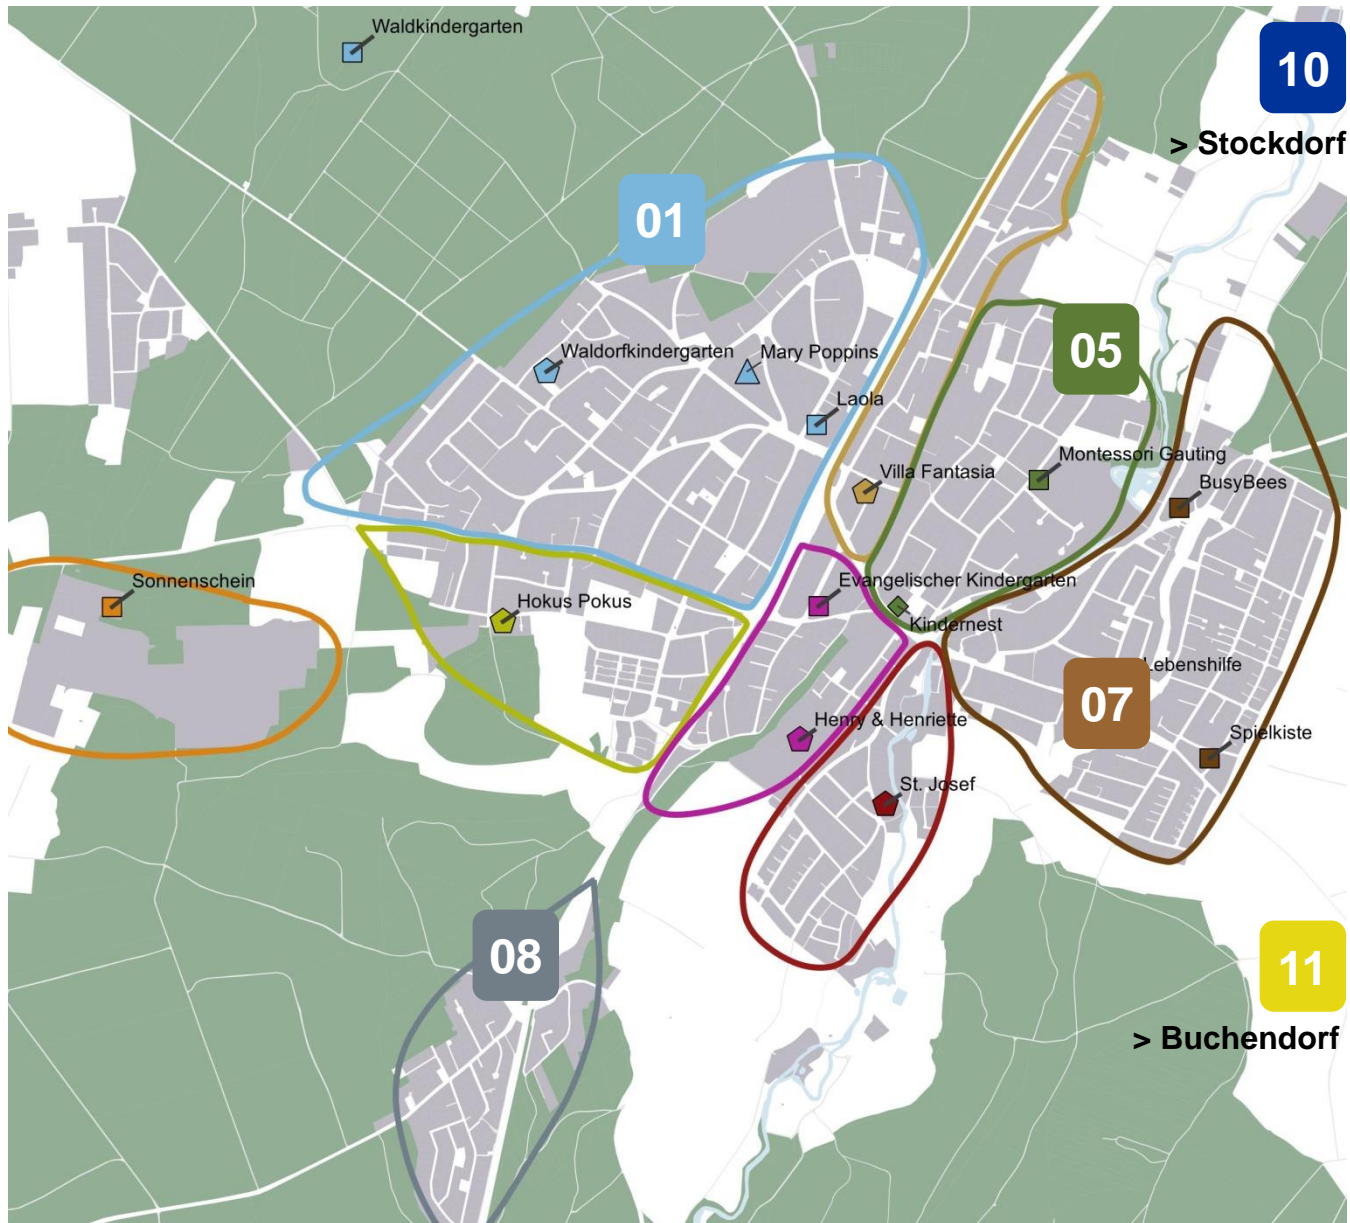 Waldkindergarten
10
> Stockdorf
01
05
Waldorfkindergarten
Mary Poppins
Laola
Montessori Gauting
Villa Fantasia
BusyBees
Sonnenschein
Evangelischer Kindergarten
Hokus Pokus
Kindernest
Lebenshilfe
07
Henry & Henriette
Spielkiste
St. Josef
08
11
> Buchendorf